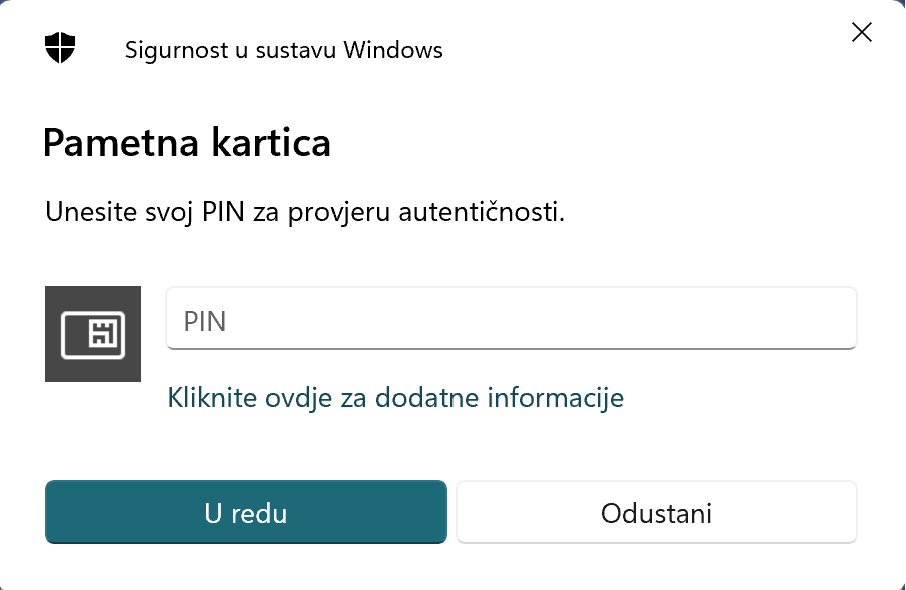 Sigurnost u sustavu Windows
Pametna kartica
Unesite svoj PIN za provjeru autentičnosti.
PIN
Kliknite ovdje za dodatne informacije
U redu
Odustani